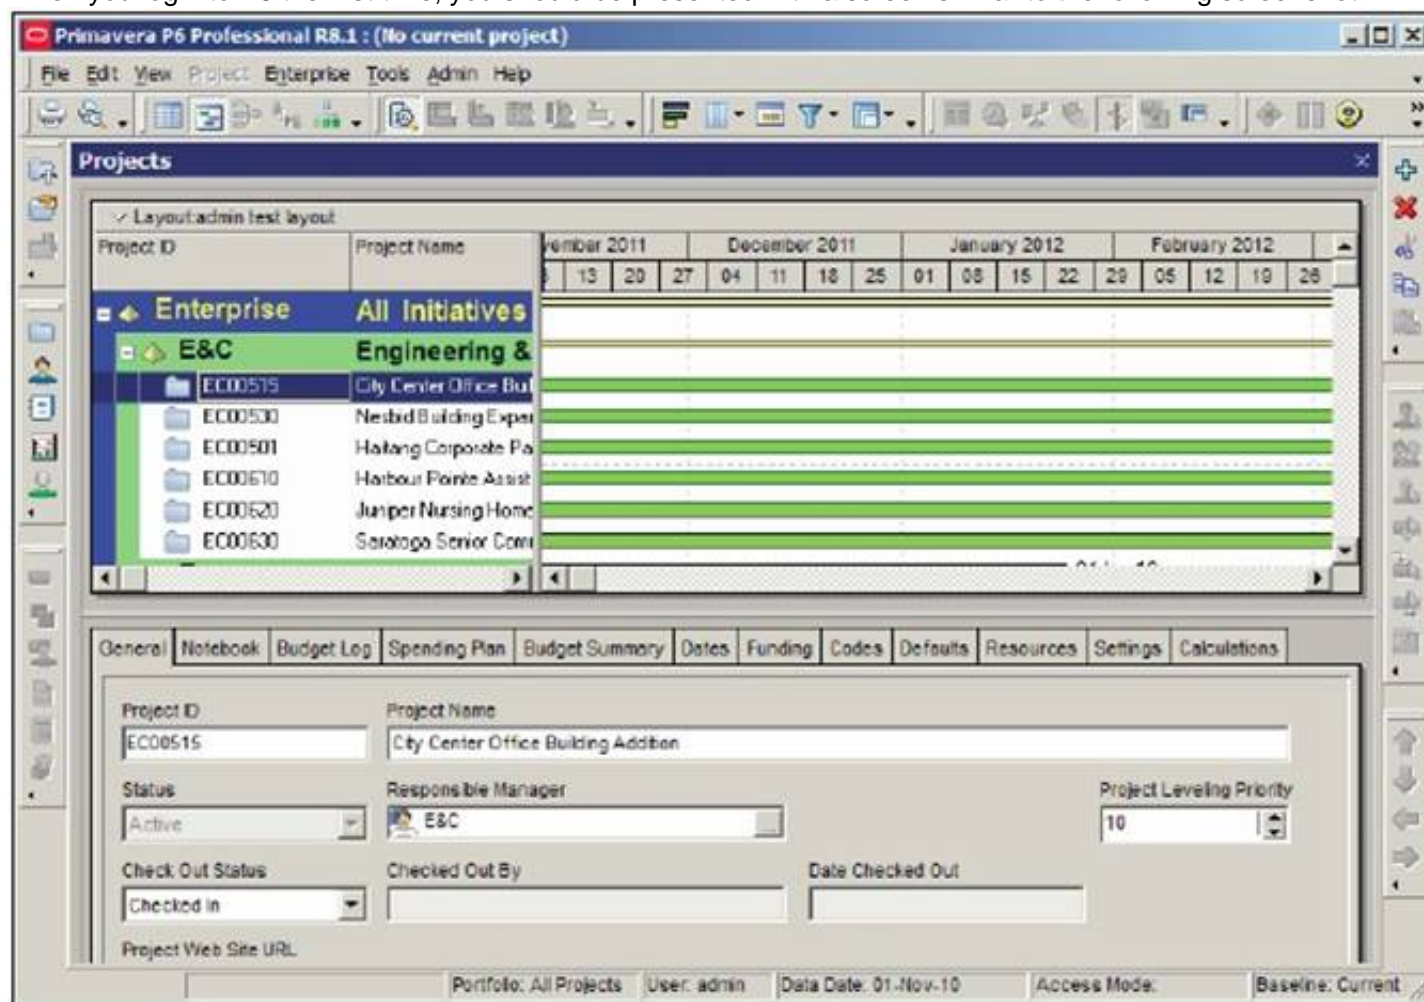 Primavera P6 Professional R8.1 : (No current project)
File Edit View Project Enterprise Tools Admin Help
Projects
Layout:admin test layout
Project ID Project Name vember 2011 December 2011 January 2012 February 2012
13 20 27 04 11 18 25 01 08 15 22 29 05 12 19 26
Enterprise All Initiatives
E&C Engineering &
EC00515 City Center Office Buil
EC00530 Nesbid Building Expan
EC00501 Haitang Corporate Pa
EC00610 Harbour Pointe Assist
EC00620 Juniper Nursing Home
EC00630 Saratoga Senior Comm
General Notebook Budget Log Spending Plan Budget Summary Dates Funding Codes Defaults Resources Settings Calculations
Project ID Project Name
EC00515 City Center Office Building Addition
Status Responsible Manager Project Leveling Priority
Active E&C 10
Check Out Status Checked Out By Date Checked Out
Checked In
Project Web Site URL
Portfolio: All Projects User: admin Data Date: 01-Nov-10 Access Mode: Baseline: Current